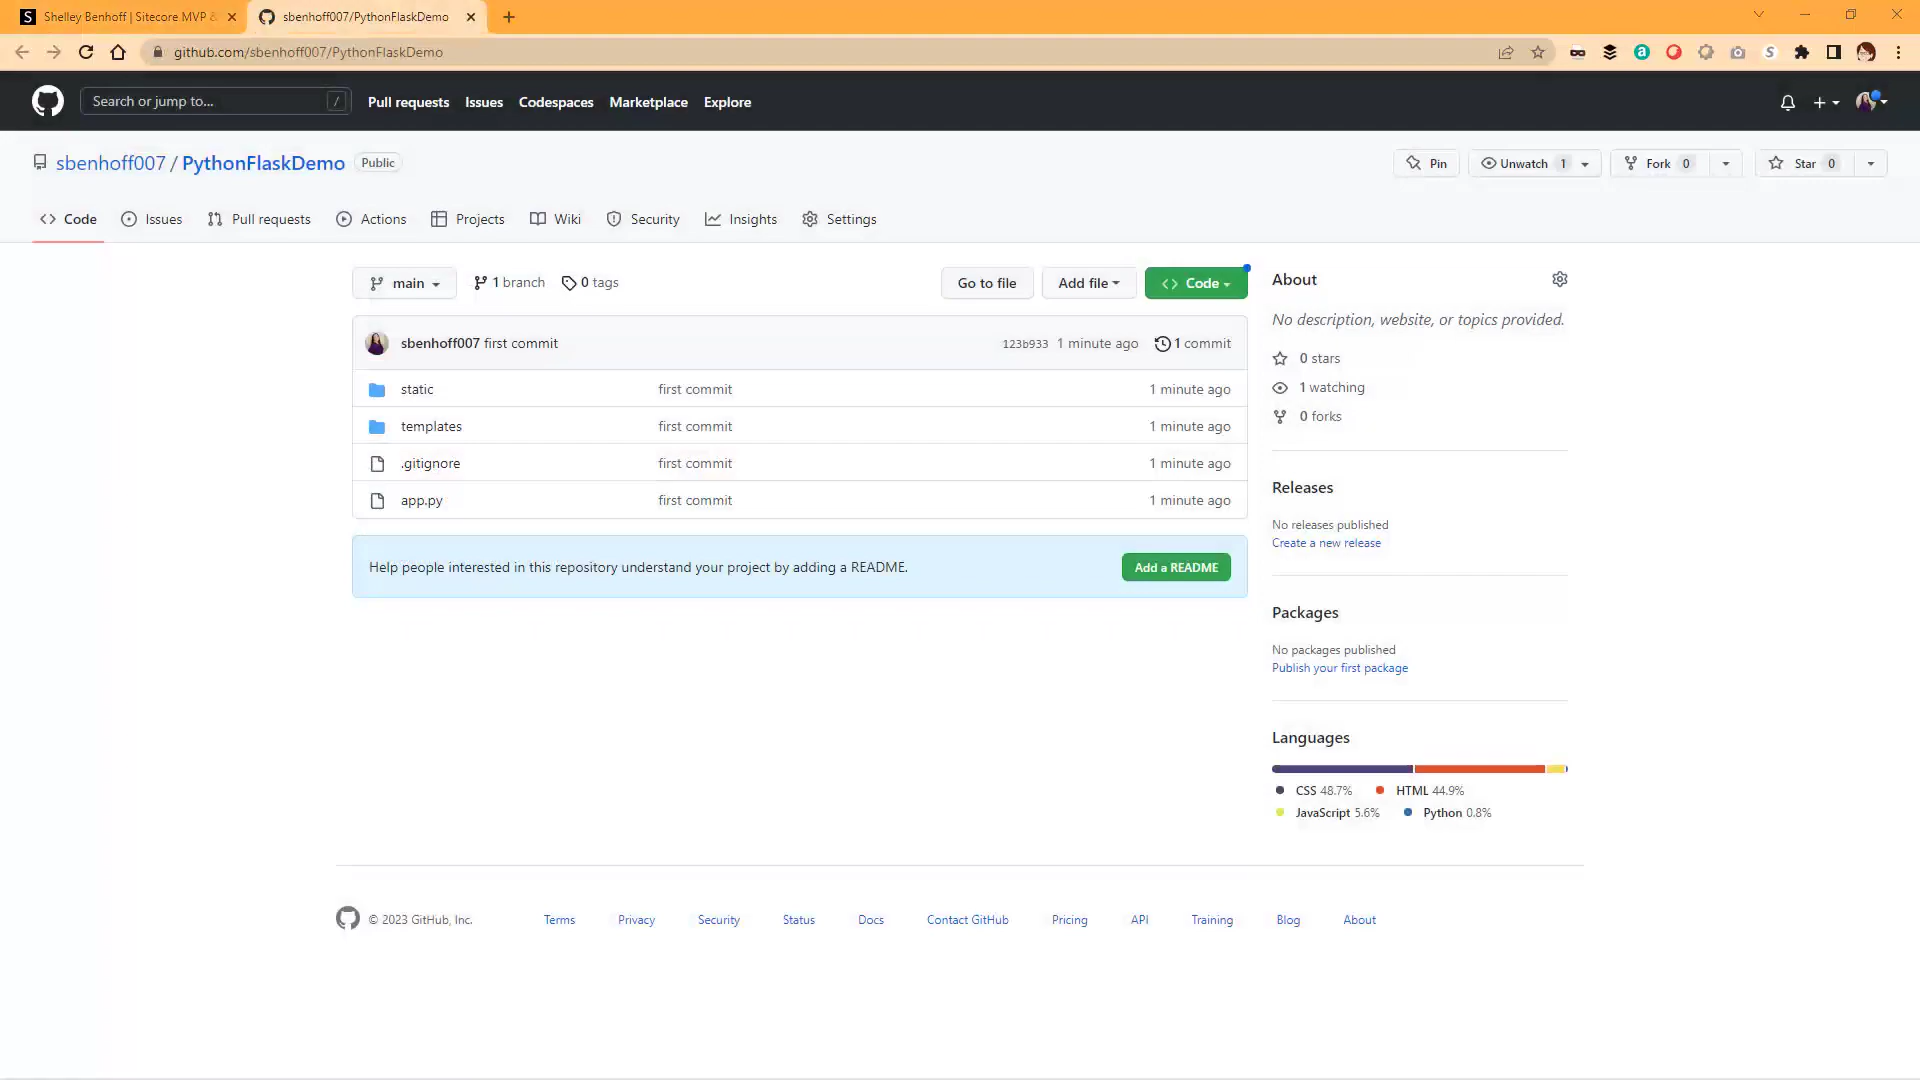 Shelley Benhoff | Sitecore MVP &
sbenhoff007/PythonFlaskDemo
github.com/sbenhoff007/PythonFlaskDemo
Search or jump to... /
Pull requests Issues Codespaces Marketplace Explore
sbenhoff007 / PythonFlaskDemo Public
Pin Unwatch 1 Fork 0 Star 0
Code Issues Pull requests Actions Projects Wiki Security Insights Settings
main 1 branch 0 tags Go to file Add file Code
sbenhoff007 first commit 123b933 1 minute ago 1 commit
static first commit 1 minute ago
templates first commit 1 minute ago
.gitignore first commit 1 minute ago
app.py first commit 1 minute ago
Help people interested in this repository understand your project by adding a README. Add a README
About
No description, website, or topics provided.
0 stars
1 watching
0 forks
Releases
No releases published
Create a new release
Packages
No packages published
Publish your first package
Languages
CSS 48.7% HTML 44.9%
JavaScript 5.6% Python 0.8%
© 2023 GitHub, Inc. Terms Privacy Security Status Docs Contact GitHub Pricing API Training Blog About